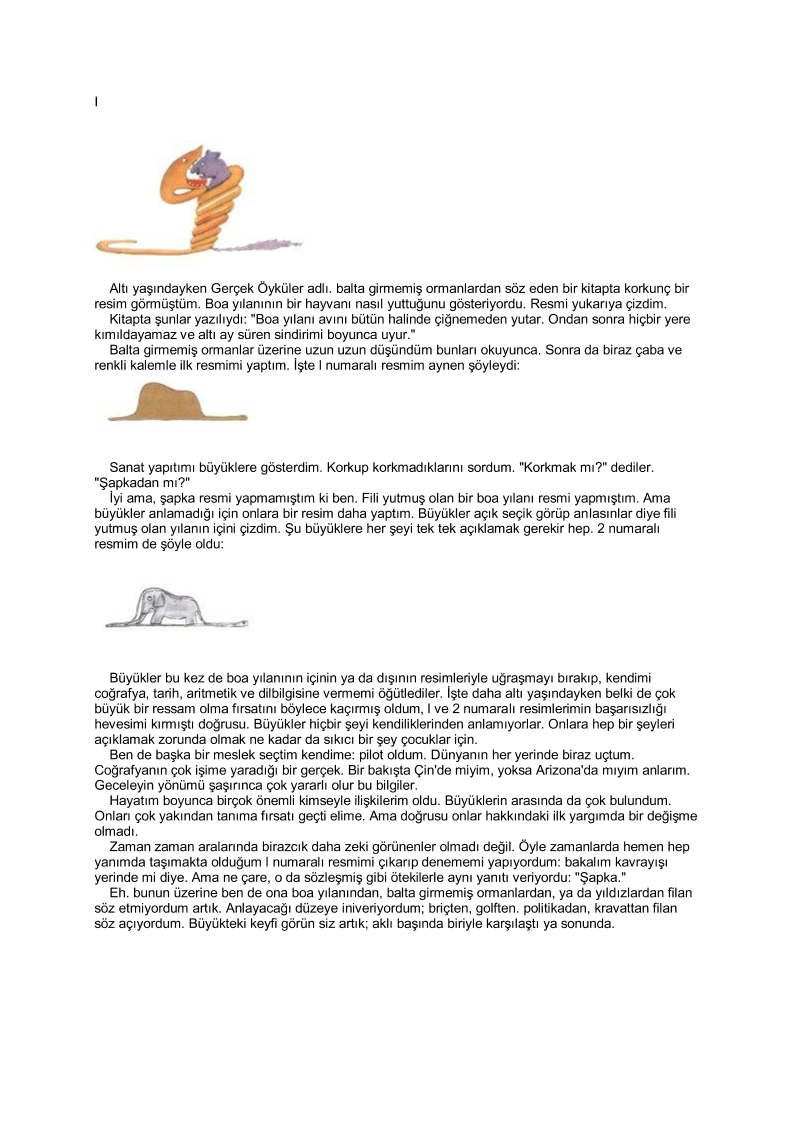 I
Altı yaşındayken Gerçek Öyküler adlı. balta girmemiş ormanlardan söz eden bir kitapta korkunç bir
resim görmüştüm. Boa yılanının bir hayvanı nasıl yuttuğunu gösteriyordu. Resmi yukarıya çizdim.
Kitapta şunlar yazılıydı: "Boa yılanı avını bütün halinde çiğnemeden yutar. Ondan sonra hiçbir yere
kımıldayamaz ve altı ay süren sindirimi boyunca uyur."
Balta girmemiş ormanlar üzerine uzun uzun düşündüm bunları okuyunca. Sonra da biraz çaba ve
renkli kalemle ilk resmimi yaptım. İşte l numaralı resmim aynen şöyleydi:
Sanat yapıtımı büyüklere gösterdim. Korkup korkmadıklarını sordum. "Korkmak mı?" dediler.
"Şapkadan mı?"
İyi ama, şapka resmi yapmamıştım ki ben. Fili yutmuş olan bir boa yılanı resmi yapmıştım. Ama
büyükler anlamadığı için onlara bir resim daha yaptım. Büyükler açık seçik görüp anlasınlar diye fili
yutmuş olan yılanın içini çizdim. Şu büyüklere her şeyi tek tek açıklamak gerekir hep. 2 numaralı
resmim de şöyle oldu:
Büyükler bu kez de boa yılanının içinin ya da dışının resimleriyle uğraşmayı bırakıp, kendimi
coğrafya, tarih, aritmetik ve dilbilgisine vermemi öğütlediler. İşte daha altı yaşındayken belki de çok
büyük bir ressam olma fırsatını böylece kaçırmış oldum, l ve 2 numaralı resimlerimin başarısızlığı
hevesimi kırmıştı doğrusu. Büyükler hiçbir şeyi kendiliklerinden anlamıyorlar. Onlara hep bir şeyleri
açıklamak zorunda olmak ne kadar da sıkıcı bir şey çocuklar için.
Ben de başka bir meslek seçtim kendime: pilot oldum. Dünyanın her yerinde biraz uçtum.
Coğrafyanın çok işime yaradığı bir gerçek. Bir bakışta Çin'de miyim, yoksa Arizona'da mıyım anlarım.
Geceleyin yönümü şaşırınca çok yararlı olur bu bilgiler.
Hayatım boyunca birçok önemli kimseyle ilişkilerim oldu. Büyüklerin arasında da çok bulundum.
Onları çok yakından tanıma fırsatı geçti elime. Ama doğrusu onlar hakkındaki ilk yargımda bir değişme
olmadı.
Zaman zaman aralarında birazcık daha zeki görünenler olmadı değil. Öyle zamanlarda hemen hep
yanımda taşımakta olduğum l numaralı resmimi çıkarıp denememi yapıyordum: bakalım kavrayışı
yerinde mi diye. Ama ne çare, o da sözleşmiş gibi ötekilerle aynı yanıtı veriyordu: "Şapka."
Eh. bunun üzerine ben de ona boa yılanından, balta girmemiş ormanlardan, ya da yıldızlardan filan
söz etmiyordum artık. Anlayacağı düzeye iniveriyordum; briçten, golften. politikadan, kravattan filan
söz açıyordum. Büyükteki keyfi görün siz artık; aklı başında biriyle karşılaştı ya sonunda.